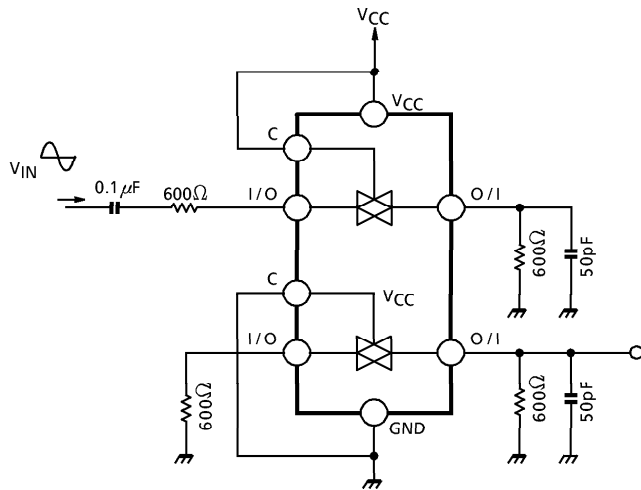 VCC
VCC
C
VIN
0.1μF
600Ω
I/O
O/I
600Ω
50pF
C
VCC
I/O
O/I
600Ω
600Ω
50pF
GND